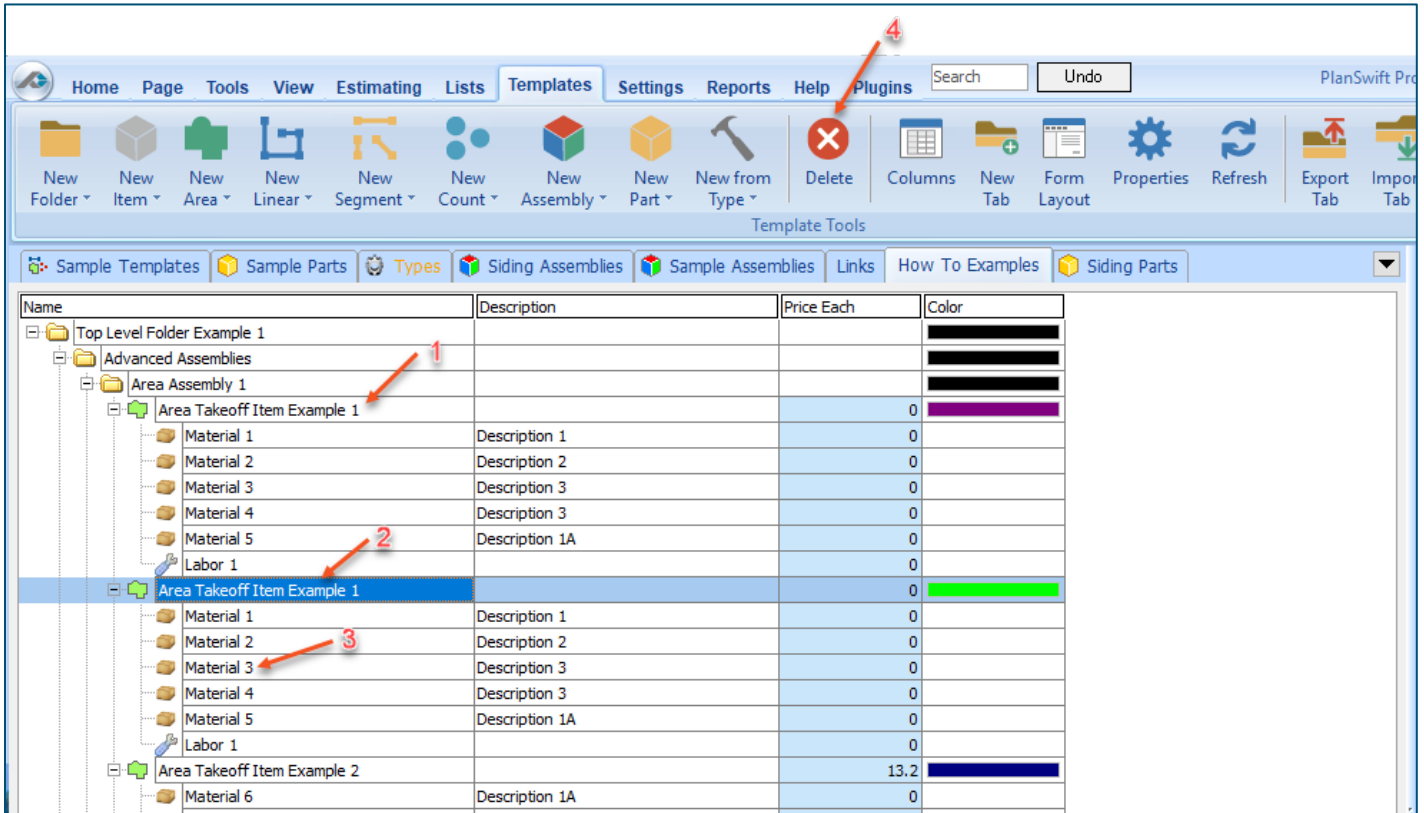 4
Home Page Tools View Estimating Lists Templates Settings Reports Help Plugins Search Undo PlanSwift Pro
New Folder New Item New Area New Linear New Segment New Count New Assembly New Part New from Type Delete Columns New Tab Form Layout Properties Refresh Export Tab Impor Tab
Template Tools
Sample Templates Sample Parts Types Siding Assemblies Sample Assemblies Links How To Examples Siding Parts
Name Description Price Each Color
Top Level Folder Example 1
Advanced Assemblies 1
Area Assembly 1
Area Takeoff Item Example 1 0
Material 1 Description 1 0
Material 2 Description 2 0
Material 3 Description 3 0
Material 4 Description 3 0
Material 5 2 Description 1A 0
Labor 1 0
Area Takeoff Item Example 1 0
Material 1 Description 1 0
Material 2 3 Description 2 0
Material 3 Description 3 0
Material 4 Description 3 0
Material 5 Description 1A 0
Labor 1 0
Area Takeoff Item Example 2 13.2
Material 6 Description 1A 0